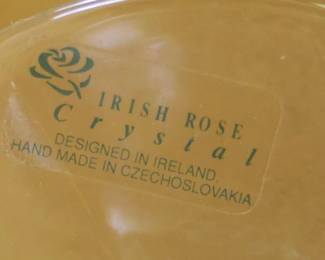 IRISH ROSE
Crystal
DESIGNED IN IRELAND.
HAND MADE IN CZECHOSLOVAKIA